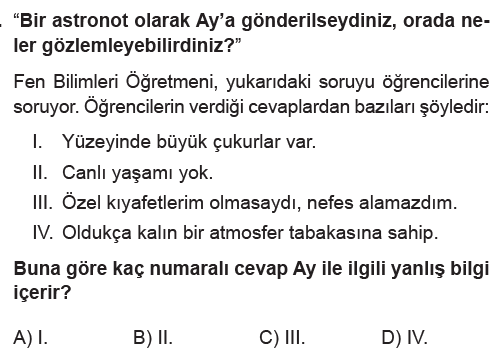 . “Bir astronot olarak Ay’a gönderilseydiniz, orada ne-
ler gözlemleyebilirdiniz?”
Fen Bilimleri Öğretmeni, yukarıdaki soruyu öğrencilerine
soruyor. Öğrencilerin verdiği cevaplardan bazıları şöyledir:
I. Yüzeyinde büyük çukurlar var.
II. Canlı yaşamı yok.
III. Özel kıyafetlerim olmasaydı, nefes alamazdım.
IV. Oldukça kalın bir atmosfer tabakasına sahip.
Buna göre kaç numaralı cevap Ay ile ilgili yanlış bilgi
içerir?
A) I. B) II. C) III. D) IV.